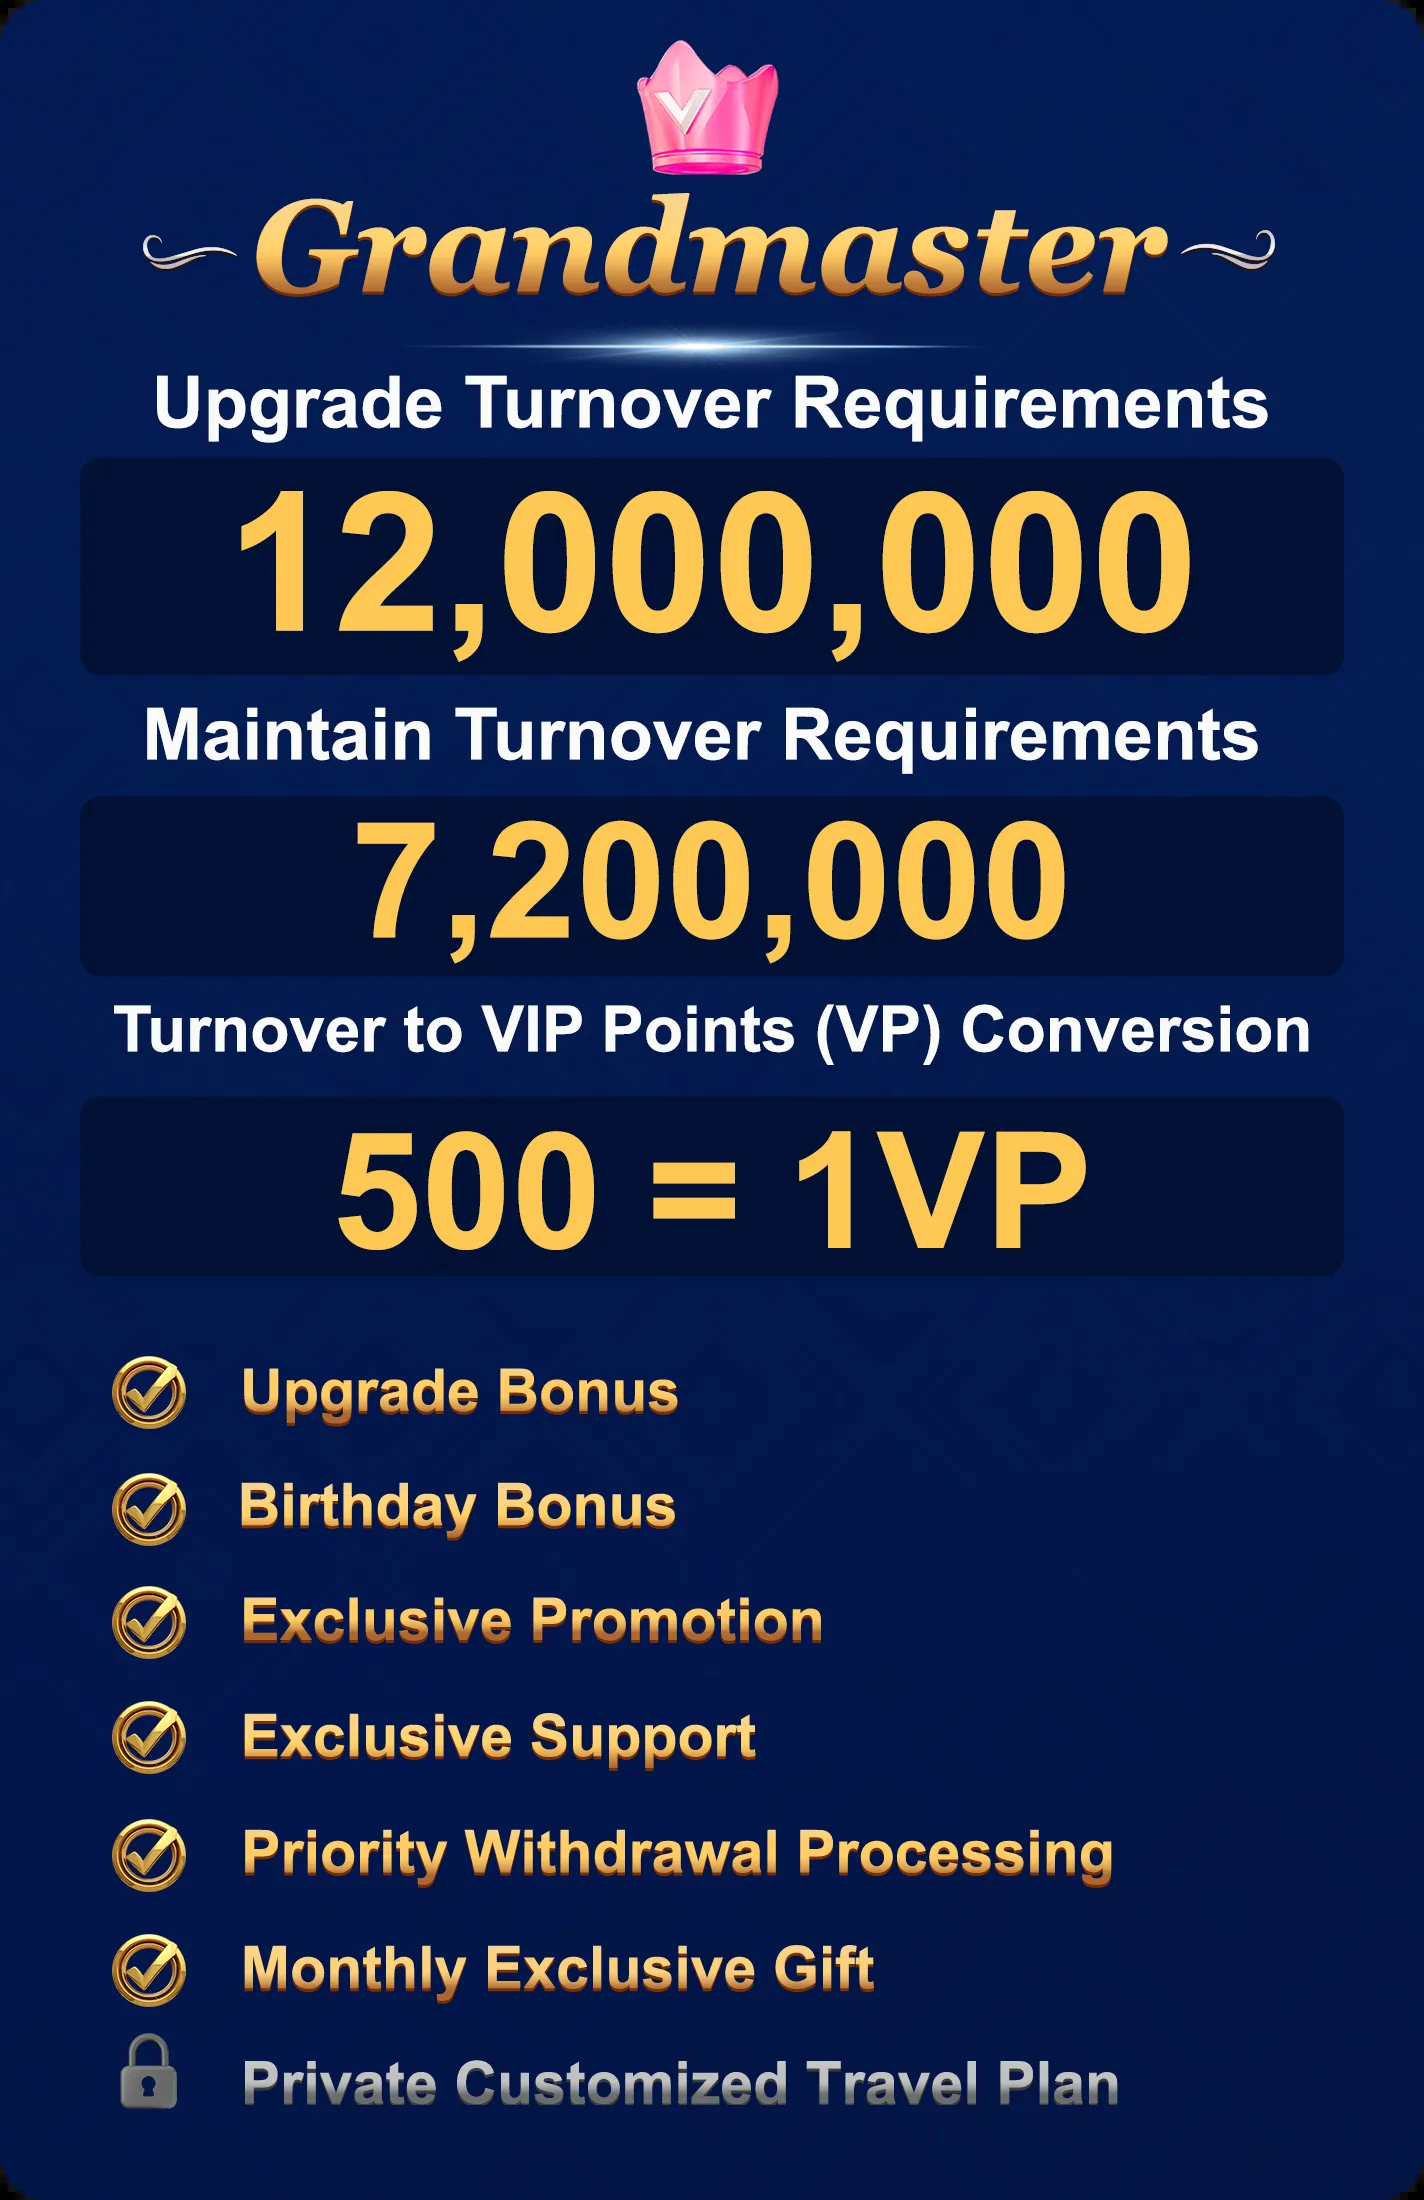 V
Grandmaster
Upgrade Turnover Requirements
12,000,000
Maintain Turnover Requirements
7,200,000
Turnover to VIP Points (VP) Conversion
500 = 1VP
Upgrade Bonus
Birthday Bonus
Exclusive Promotion
Exclusive Support
Priority Withdrawal Processing
Monthly Exclusive Gift
Private Customized Travel Plan